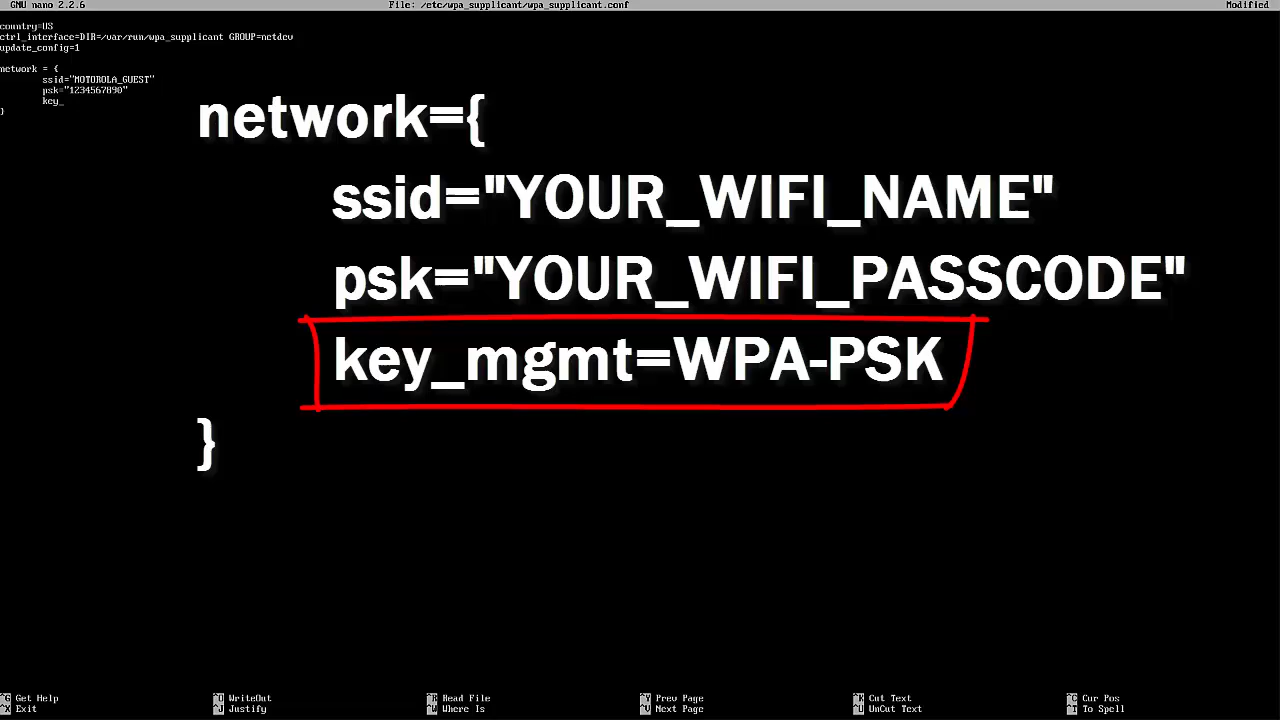 GNU nano 2.2.6 File: /etc/wpa_supplicant/wpa_supplicant.conf Modified
country=US
ctrl_interface=DIR=/var/run/wpa_supplicant GROUP=netdev
update_config=1
network = {
ssid="MOTOROLA_GUEST"
psk="1234567890"
key_
}
network={
ssid="YOUR_WIFI_NAME"
psk="YOUR_WIFI_PASSCODE"
key_mgmt=WPA-PSK
}
^G Get Help ^O WriteOut ^R Read File ^Y Prev Page ^K Cut Text ^C Cur Pos
^X Exit ^J Justify ^W Where Is ^V Next Page ^U UnCut Text ^T To Spell